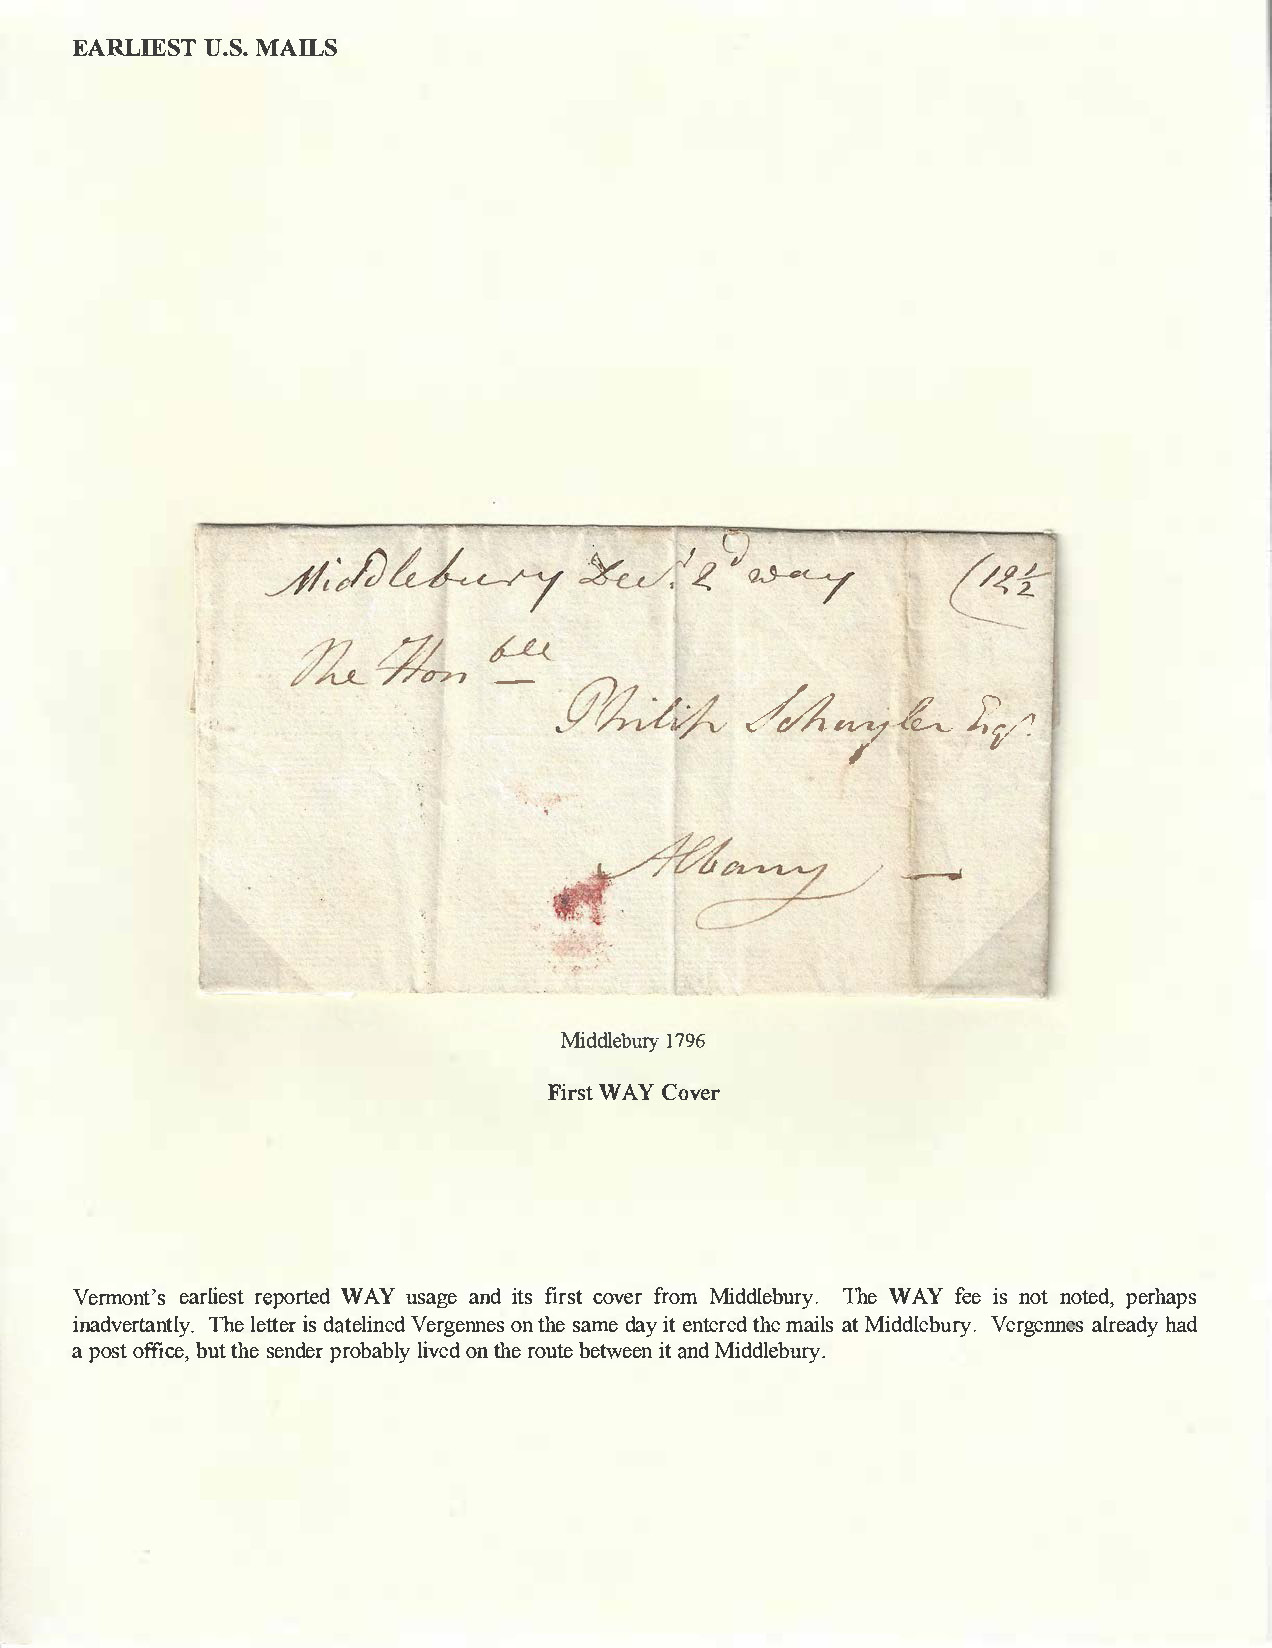 EARLIEST U.S. MAILS
Middlebury Decr. 2d way (12½
The Honble
Philip Schuyler Esqr.
Albany —
Middlebury 1796
First WAY Cover
Vermont's earliest reported WAY usage and its first cover from Middlebury. The WAY fee is not noted, perhaps
inadvertantly. The letter is datelined Vergennes on the same day it entered the mails at Middlebury. Vergennes already had
a post office, but the sender probably lived on the route between it and Middlebury.